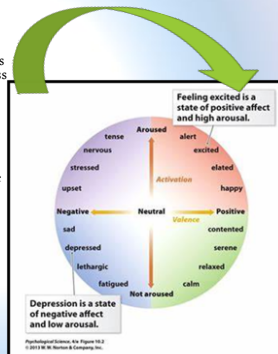 s
ss
Feeling excited is a
state of positive affect
and high arousal.
Aroused
tense
alert
nervous
excited
stressed
elated
Activation
upset
happy
Negative
Neutral
Positive
Valence
sad
contented
depressed
serene
lethargic
relaxed
fatigued
calm
Not aroused
Depression is a state
of negative affect
and low arousal.
Psychological Science, 4/e Figure 10.2
© 2013 W. W. Norton & Company, Inc.